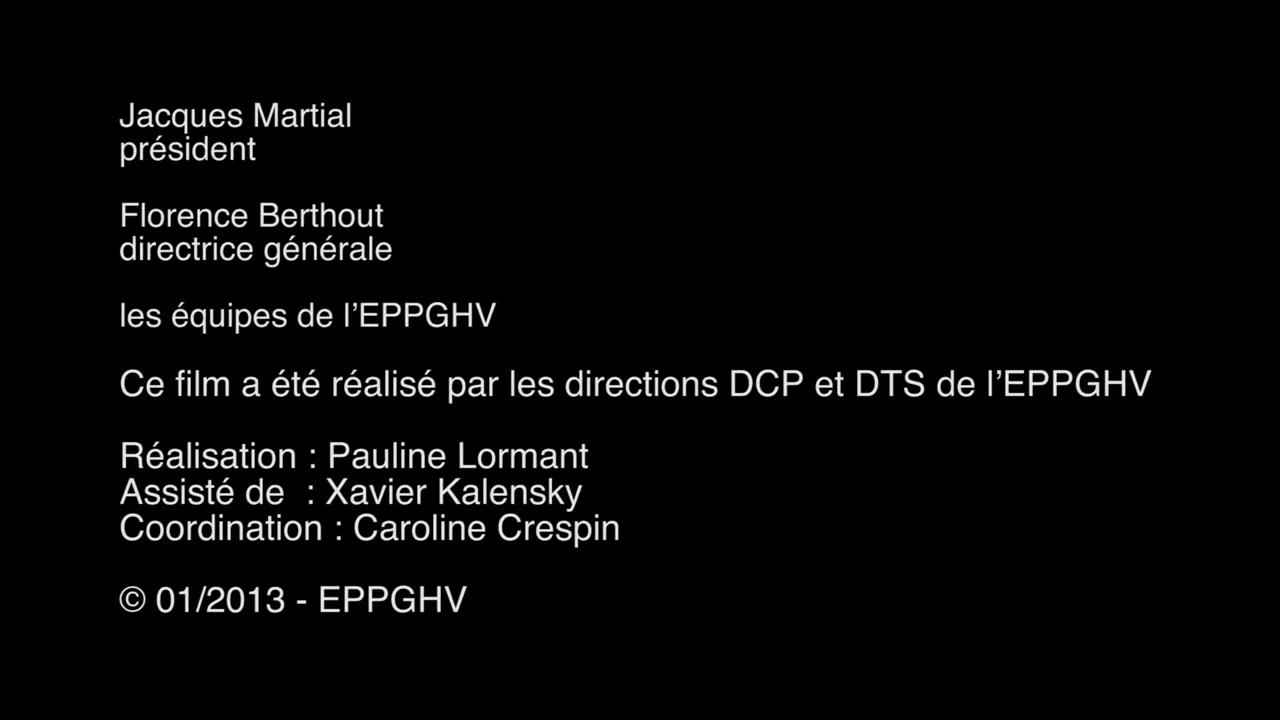 Jacques Martial
président
Florence Berthout
directrice générale
les équipes de l’EPPGHV
Ce film a été réalisé par les directions DCP et DTS de l’EPPGHV
Réalisation : Pauline Lormant
Assisté de  : Xavier Kalensky
Coordination : Caroline Crespin
© 01/2013 - EPPGHV